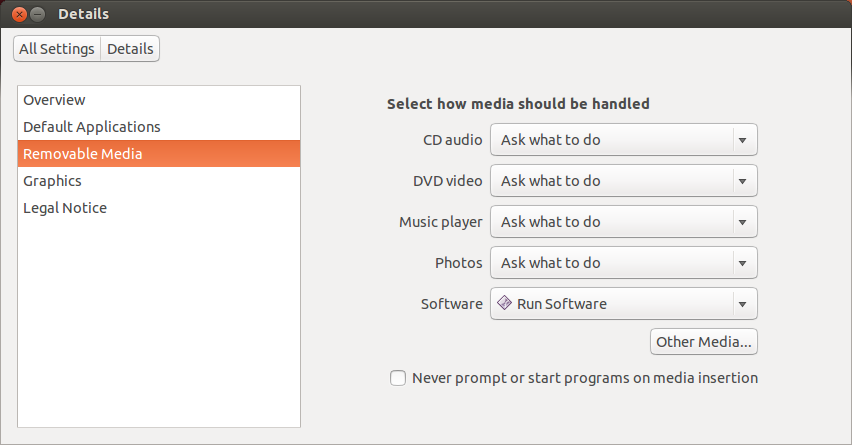 Details
All Settings Details
Overview
Default Applications
Removable Media
Graphics
Legal Notice
Select how media should be handled
CD audio Ask what to do
DVD video Ask what to do
Music player Ask what to do
Photos Ask what to do
Software Run Software
Other Media...
Never prompt or start programs on media insertion